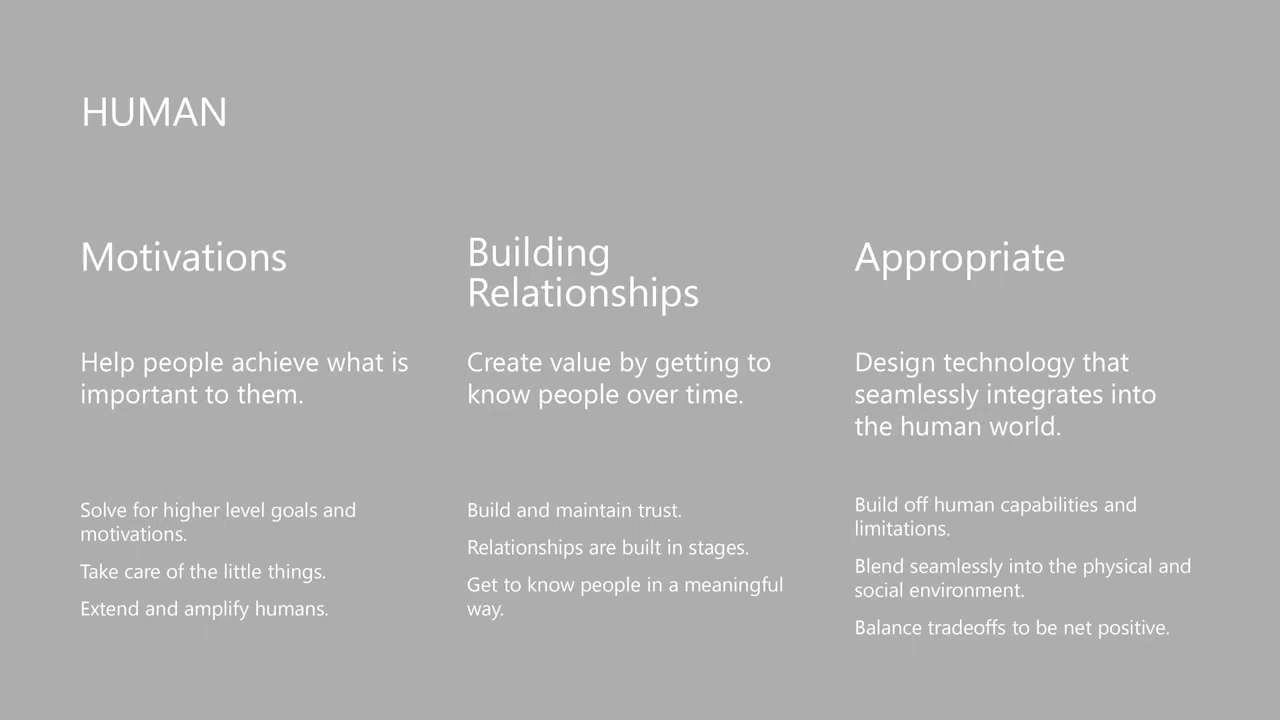 HUMAN
Motivations
Help people achieve what is
important to them.
Solve for higher level goals and
motivations.
Take care of the little things.
Extend and amplify humans.
Building
Relationships
Create value by getting to
know people over time.
Build and maintain trust.
Relationships are built in stages.
Get to know people in a meaningful
way.
Appropriate
Design technology that
seamlessly integrates into
the human world.
Build off human capabilities and
limitations.
Blend seamlessly into the physical and
social environment.
Balance tradeoffs to be net positive.